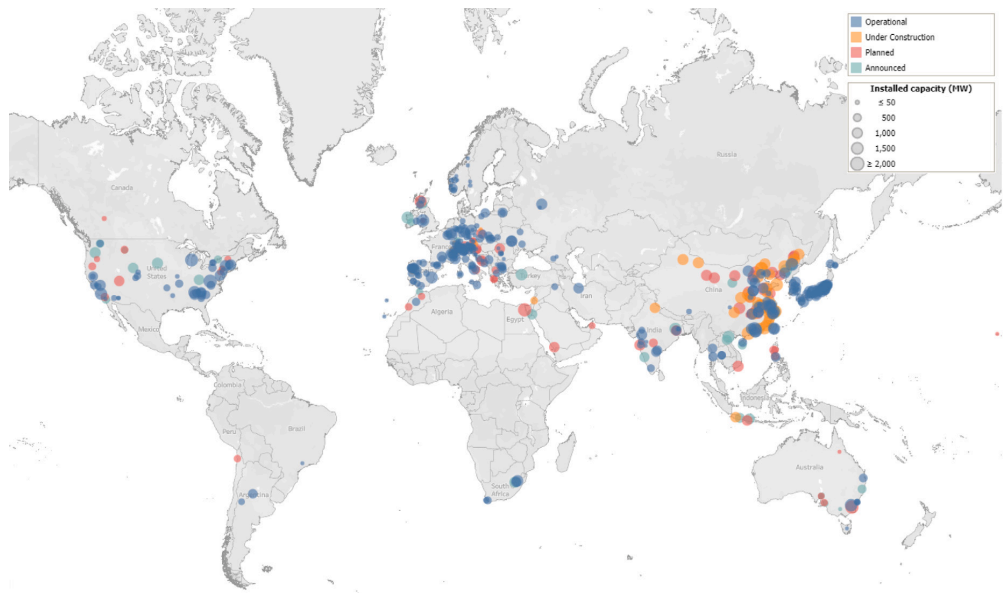 Operational
Under Construction
Planned
Announced
Installed capacity (MW)
≤ 50
500
1,000
1,500
≥ 2,000
Russia
Canada
France
United
States
Turkey
China
Iran
Algeria
Egypt
India
Mexico
Colombia
Indonesia
Peru
Brazil
Australia
South
Africa
Argentina